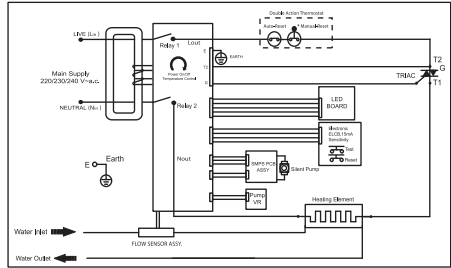 Double Action Thermostat
Auto-Reset
* Manual-Reset
LIVE (Lin)
Relay 1
Lout
E
EARTH
T2
G
Power On/Off
Temperature Control
T2
G
TRIAC
T1
Main Supply
220/230/240 V~a.c.
NEUTRAL (Nin)
Relay 2
LED
BOARD
Electronic
ELCB,15mA
Sensitivity
Test
Reset
Nout
SMPS PCB
ASSY
Silent Pump
E
Earth
Pump
VR
Heating Element
Water Inlet
FLOW SENSOR ASSY.
Water Outlet